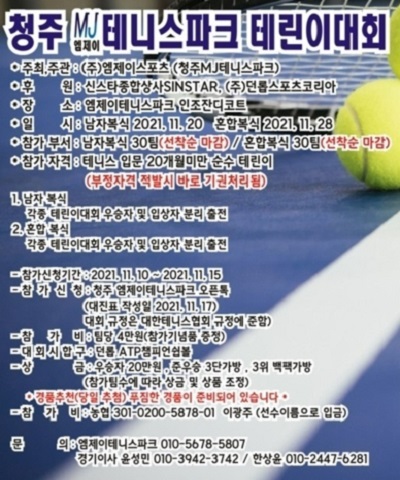 청주 MJ 엠제이 테니스파크 테린이대회
* 주최,주관 : (주)엠제이스포츠 (청주MJ테니스파크)
* 후 원 : 신스타종합상사SINSTAR, (주)던롭스포츠코리아
* 장 소 : 엠제이테니스파크 인조잔디코트
* 일 시 : 남자복식 2021. 11. 20 혼합복식 2021. 11. 28
* 참가부서 : 남자복식 30팀(선착순 마감) / 혼합복식 30팀(선착순 마감)
* 참가 자격 : 테니스 입문 20개월미만 순수 테린이
(부정자격 적발시 바로 기권처리됨)
1. 남자 복식
각종 테린이대회 우승자 및 입상자 분리 출전
2. 혼합 복식
각종 테린이대회 우승자 및 입상자 분리 출전
- 참가신청기간 : 2021. 11. 10 ~ 2021. 11. 15
- 참 가 신 청 : 청주 엠제이테니스파크 오픈톡
(대진표 작성일 2021. 11. 17)
대회 규정은 대한테니스협회 규정에 준함)
- 참 가 비 : 팀당 4만원(참가기념품 증정)
- 대회시합구 : 던롭 ATP챔피언쉽볼
- 상 금 : 우승자 20만원 , 준우승 3단가방 , 3위 백팩가방
(참가팀수에 따라 상금 및 상품 조정)
* 경품추천(당일 추첨) 푸짐한 경품이 준비되어 있습니다 *
- 참 가 비 : 농협 301-0200-5878-01 이광주 (선수이름으로 입금)
문 의 : 엠제이테니스파크 010-5678-5807
경기이사 윤성민 010-3942-3742 / 한상윤 010-2447-6281